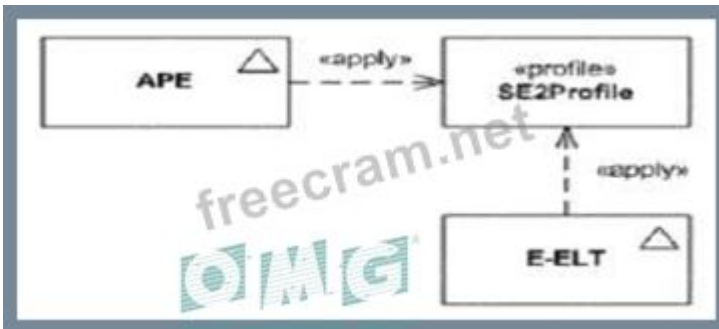 APE
«apply»
«profile»
SE2Profile
«apply»
E-ELT
freecram.net
OMG